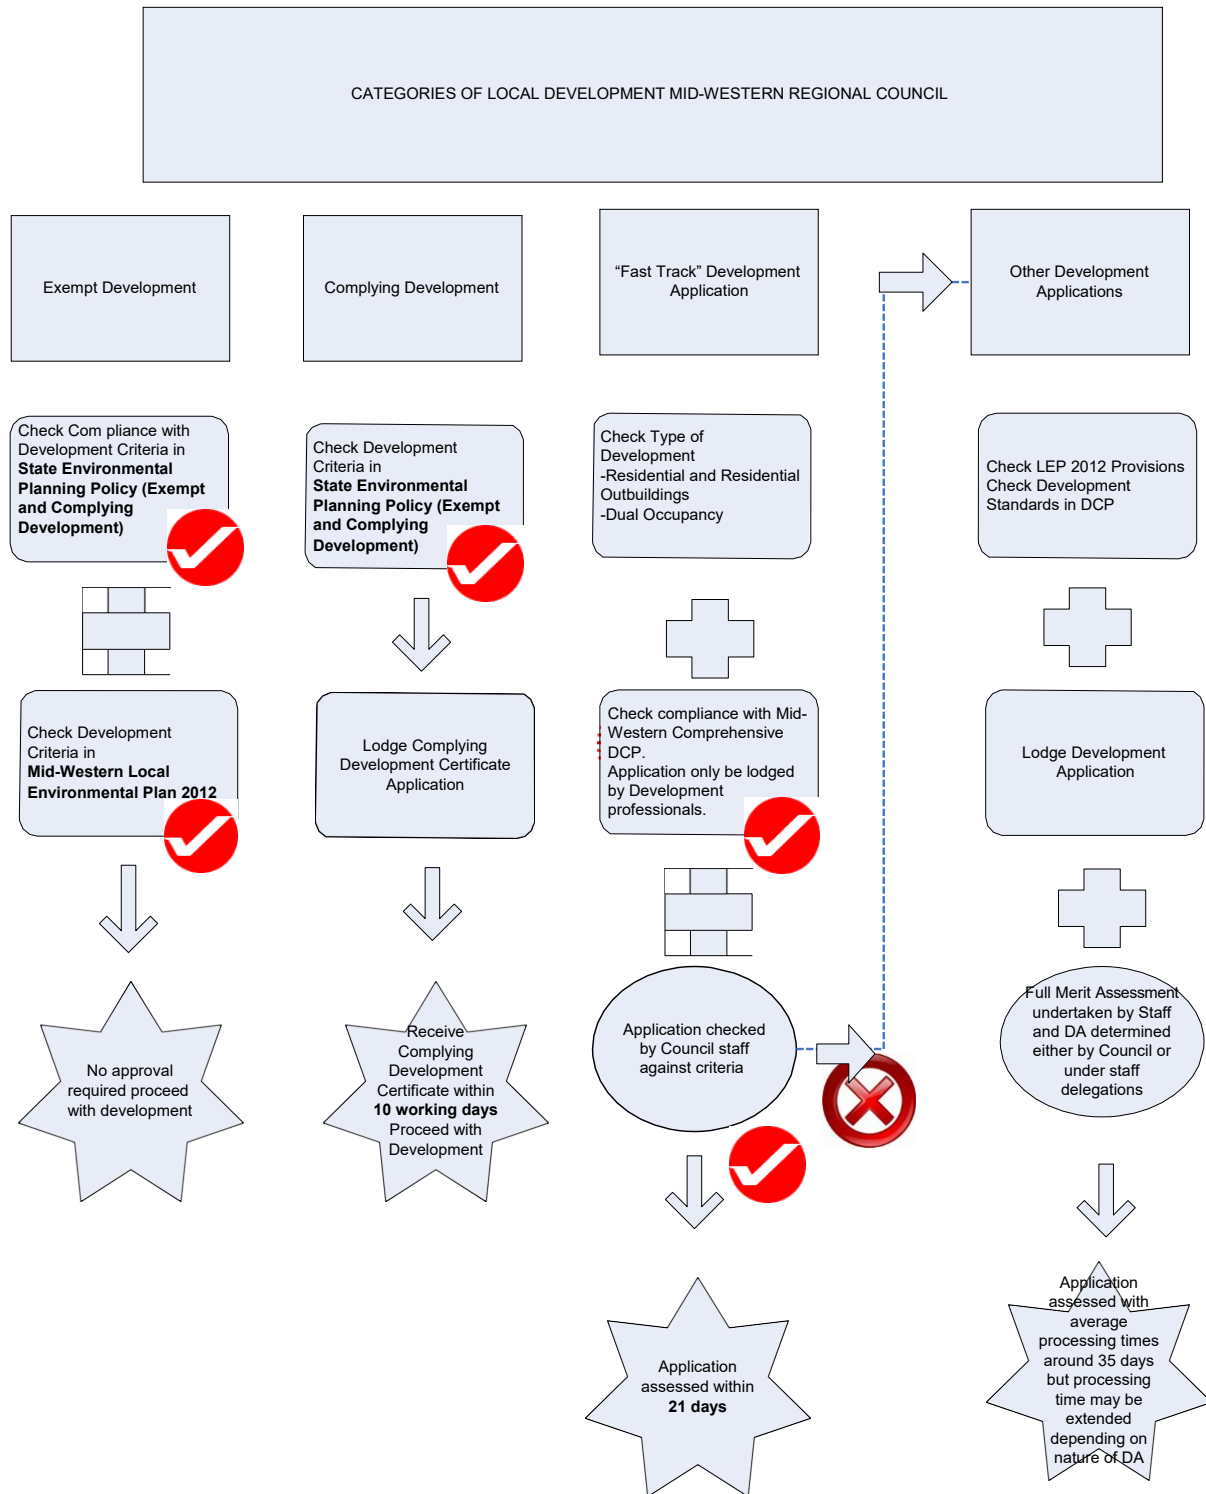 CATEGORIES OF LOCAL DEVELOPMENT MID-WESTERN REGIONAL COUNCIL
Exempt Development
Complying Development
“Fast Track” Development
Application
Other Development
Applications
Check Com pliance with
Development Criteria in
State Environmental
Planning Policy (Exempt
and Complying
Development)
Check Development
Criteria in
State Environmental
Planning Policy (Exempt
and Complying
Development)
Check Type of
Development
-Residential and Residential
Outbuildings
-Dual Occupancy
Check LEP 2012 Provisions
Check Development
Standards in DCP
Check Development
Criteria in
Mid-Western Local
Environmental Plan 2012
Lodge Complying
Development Certificate
Application
Check compliance with Mid-
Western Comprehensive
DCP.
Application only be lodged
by Development
professionals.
Lodge Development
Application
No approval
required proceed
with development
Receive
Complying
Development
Certificate within
10 working days
Proceed with
Development
Application checked
by Council staff
against criteria
Full Merit Assessment
undertaken by Staff
and DA determined
either by Council or
under staff
delegations
Application
assessed within
21 days
Application
assessed with
average
processing times
around 35 days
but processing
time may be
extended
depending on
nature of DA